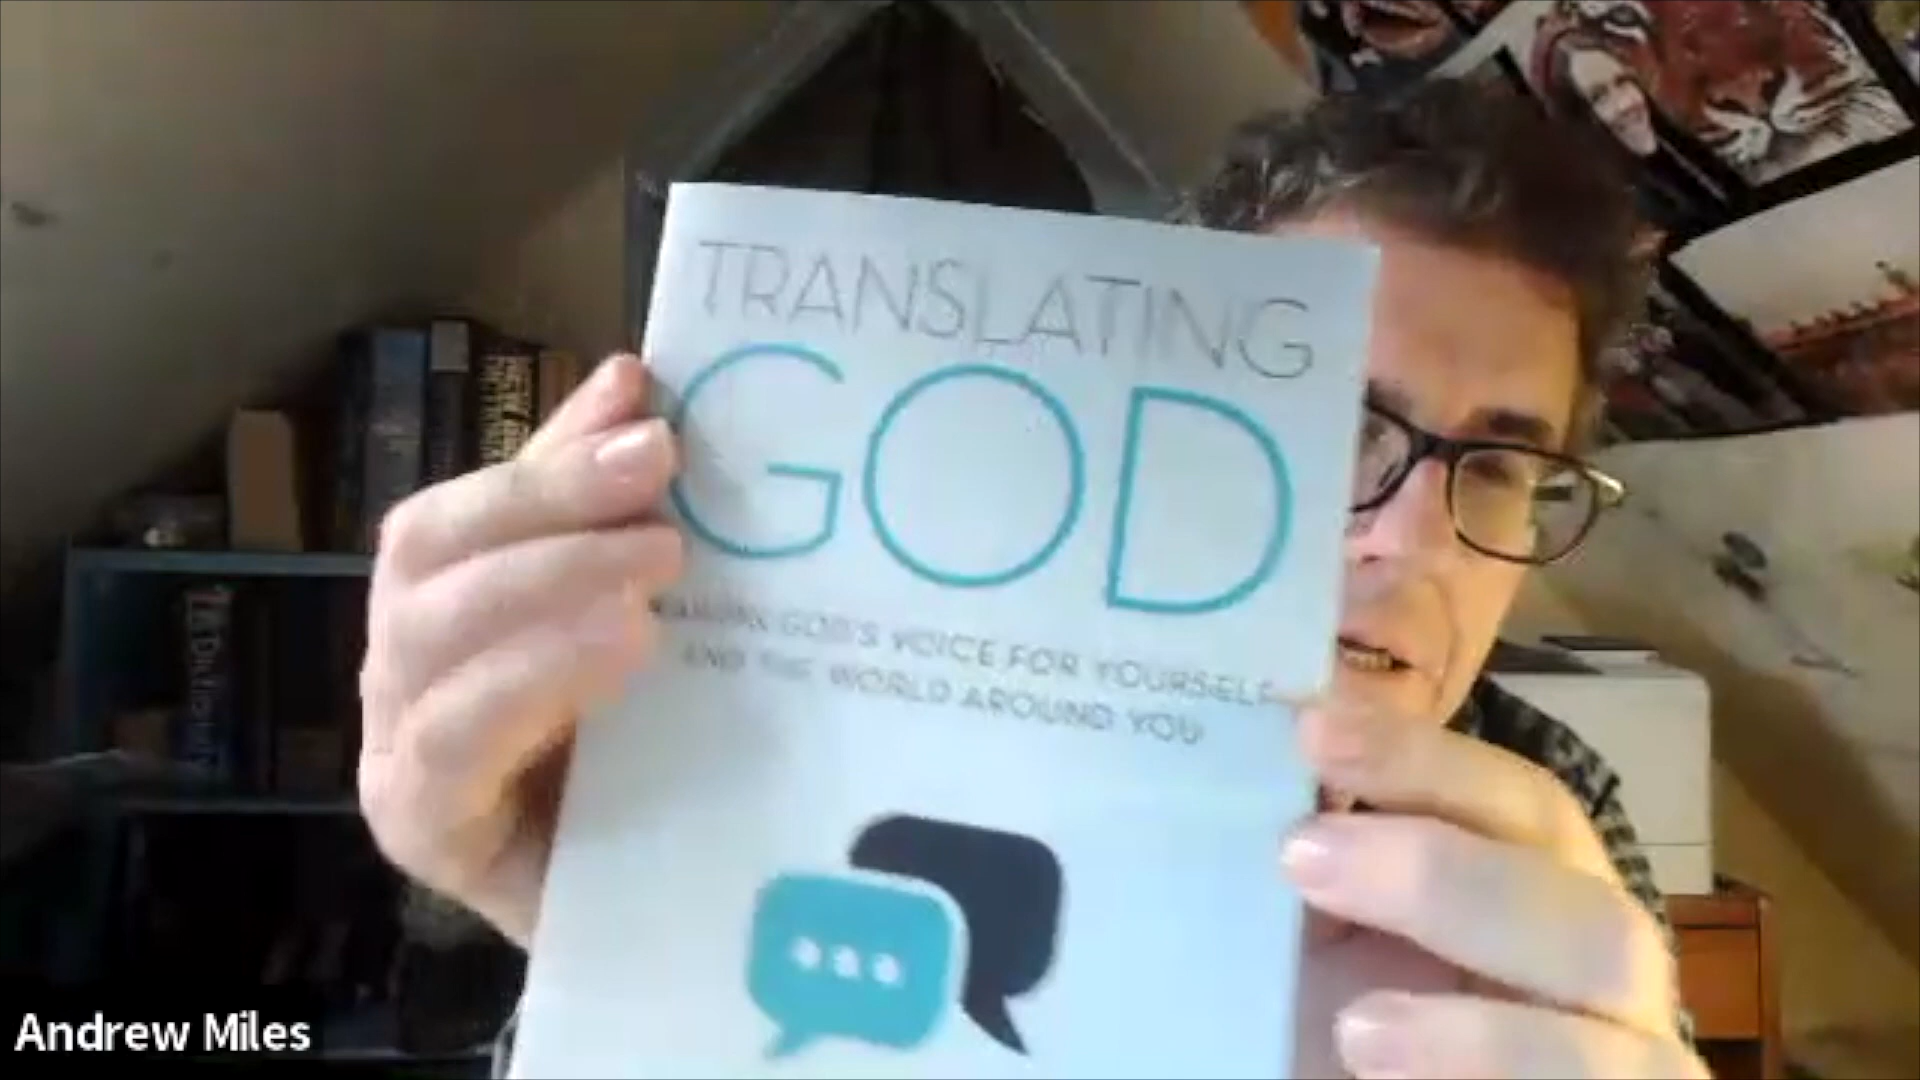 TRANSLATING
GOD
GOD'S VOICE FOR YOURSELF
AND THE WORLD AROUND YOU
Andrew Miles